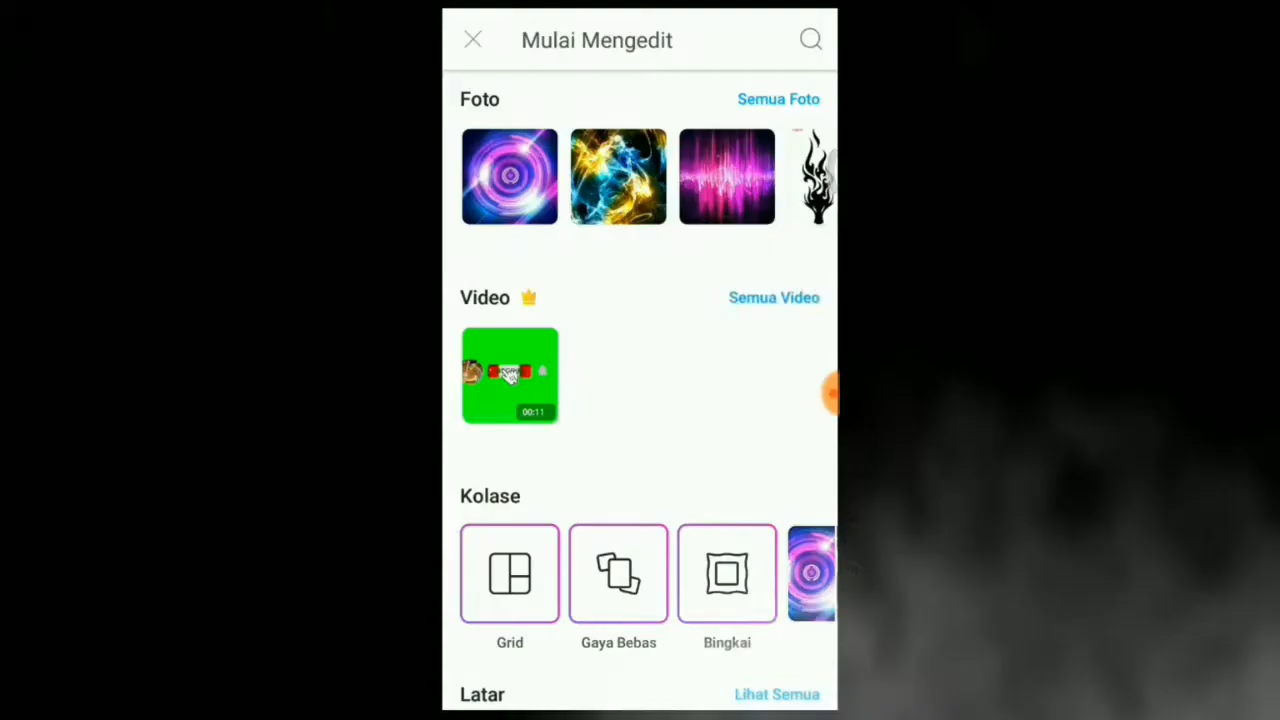 Mulai Mengedit
Foto
Semua Foto
Video
Semua Video
00:11
Kolase
Grid
Gaya Bebas
Bingkai
Latar
Lihat Semua